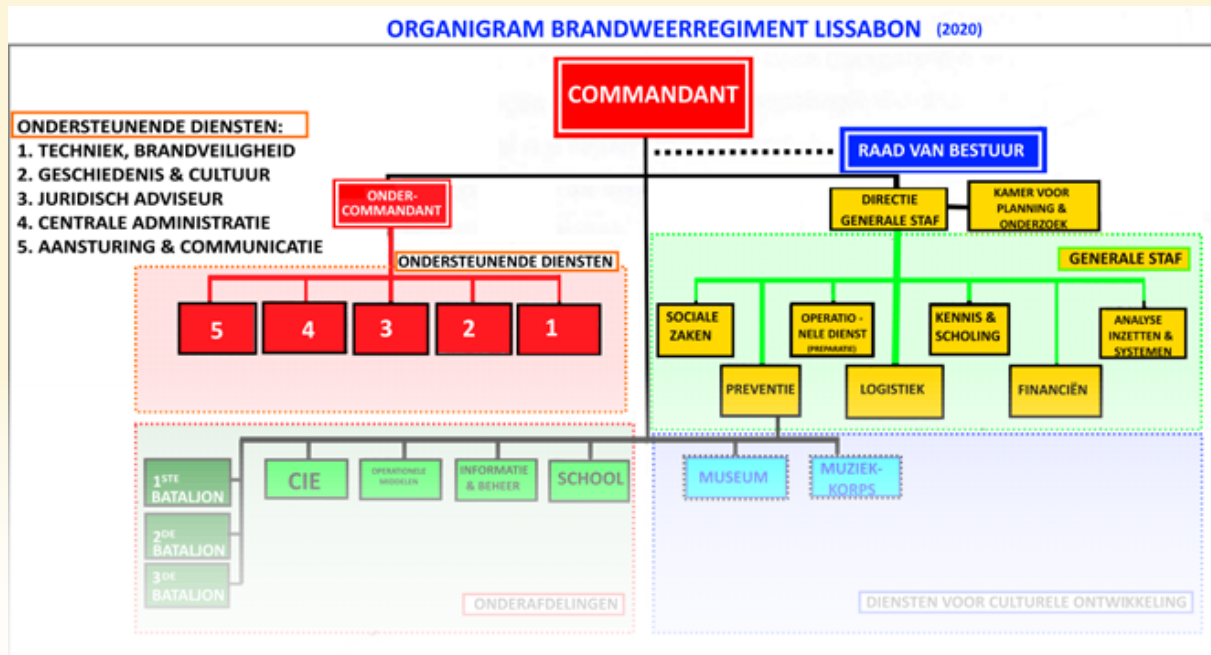 ORGANIGRAM BRANDWEERREGIMENT LISSABON (2020)
COMMANDANT
ONDERSTEUNENDE DIENSTEN:
1. TECHNIEK, BRANDVEILIGHEID
2. GESCHIEDENIS & CULTUUR
3. JURIDISCH ADVISEUR
4. CENTRALE ADMINISTRATIE
5. AANSTURING & COMMUNICATIE
RAAD VAN BESTUUR
ONDER-
COMMANDANT
DIRECTIE
GENERALE STAF
KAMER VOOR
PLANNING &
ONDERZOEK
ONDERSTEUNENDE DIENSTEN
GENERALE STAF
5
4
3
2
1
SOCIALE
ZAKEN
OPERATIO -
NELE DIENST
(PREPARATIE)
KENNIS &
SCHOLING
ANALYSE
INZETTEN &
SYSTEMEN
PREVENTIE
LOGISTIEK
FINANCIËN
1STE
BATALJON
2DE
BATALJON
3DE
BATALJON
CIE
OPERATIONELE
MIDDELEN
INFORMATIE
& BEHEER
SCHOOL
MUSEUM
MUZIEK-
KORPS
ONDERAFDELINGEN
DIENSTEN VOOR CULTURELE ONTWIKKELING